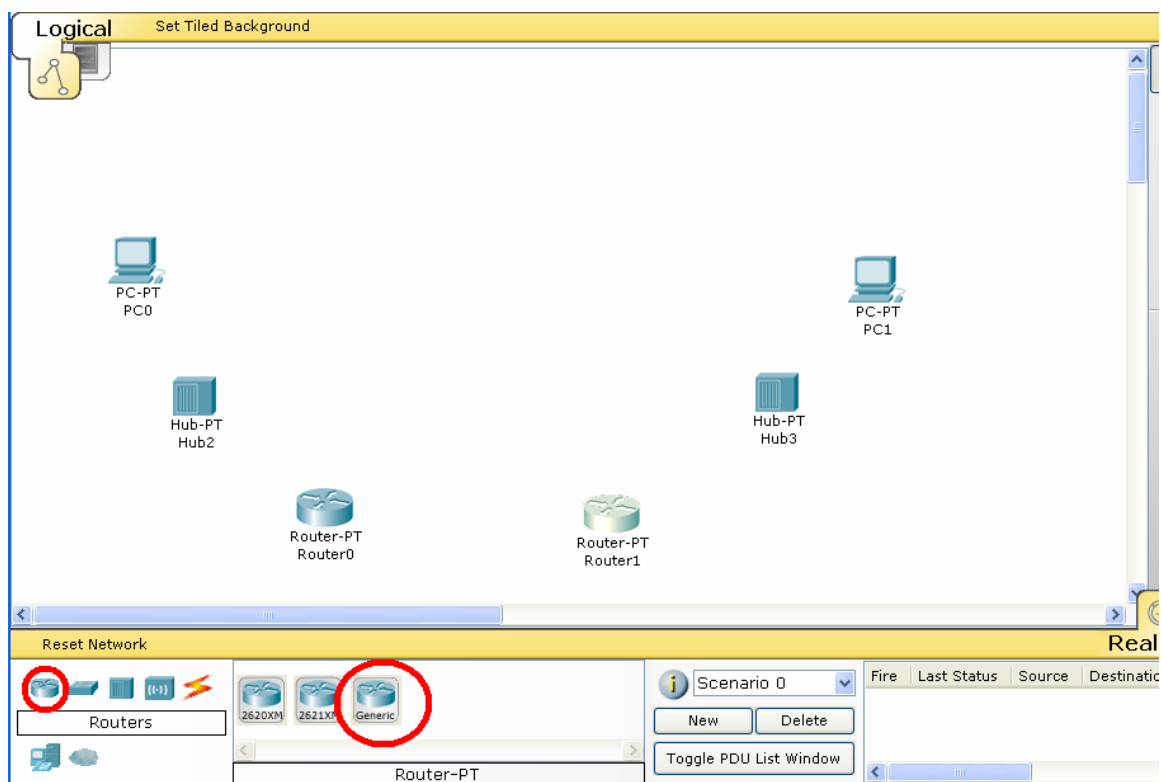 Logical Set Tiled Background
PC-PT
PC0
PC-PT
PC1
Hub-PT
Hub2
Hub-PT
Hub3
Router-PT
Router0
Router-PT
Router1
Reset Network
Real
Routers
2620XM 2621XM Generic
Router-PT
Scenario 0
New Delete
Toggle PDU List Window
Fire Last Status Source Destinatio